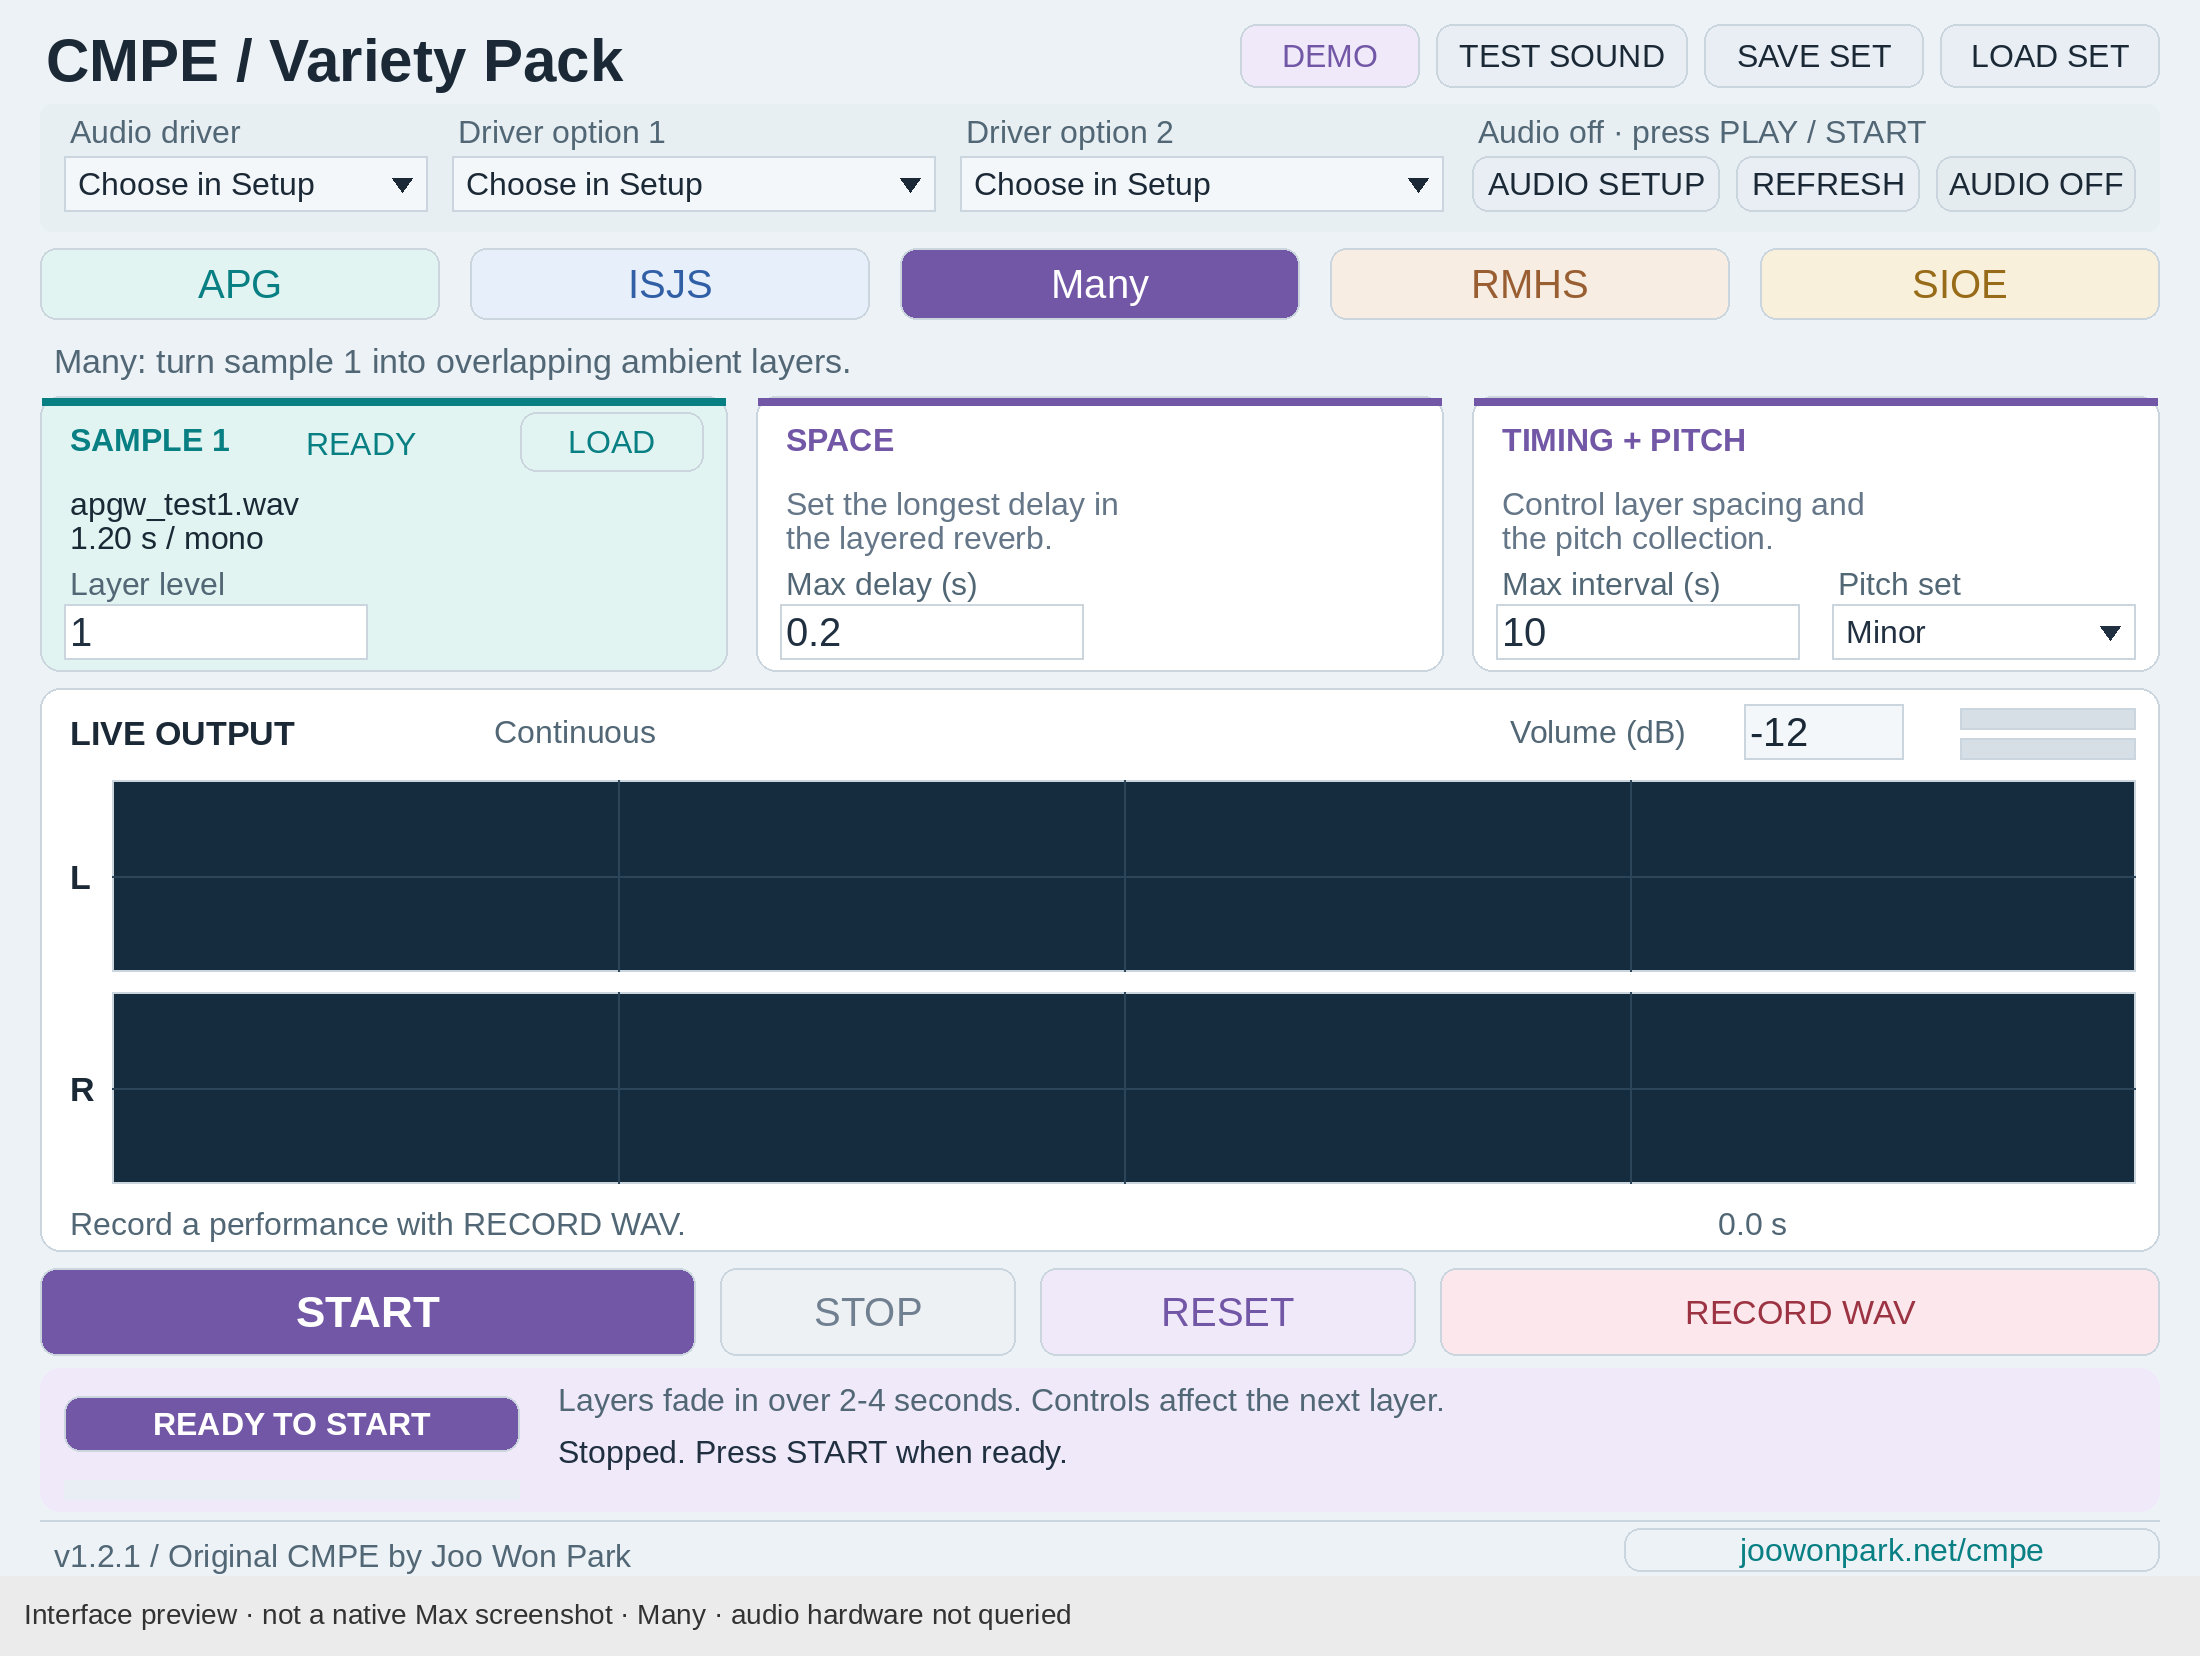 CMPE / Variety Pack
DEMO
TEST SOUND
SAVE SET
LOAD SET
Audio driver
Driver option 1
Driver option 2
Audio off · press PLAY / START
Choose in Setup
Choose in Setup
Choose in Setup
AUDIO SETUP
REFRESH
AUDIO OFF
APG
ISJS
Many
RMHS
SIOE
Many: turn sample 1 into overlapping ambient layers.
SAMPLE 1
READY
LOAD
apgw_test1.wav
1.20 s / mono
Layer level
1
SPACE
Set the longest delay in
the layered reverb.
Max delay (s)
0.2
TIMING + PITCH
Control layer spacing and
the pitch collection.
Max interval (s)
Pitch set
10
Minor
LIVE OUTPUT
Continuous
Volume (dB)
-12
L
R
Record a performance with RECORD WAV.
0.0 s
START
STOP
RESET
RECORD WAV
READY TO START
Layers fade in over 2-4 seconds. Controls affect the next layer.
Stopped. Press START when ready.
v1.2.1 / Original CMPE by Joo Won Park
joowonpark.net/cmpe
Interface preview · not a native Max screenshot · Many · audio hardware not queried